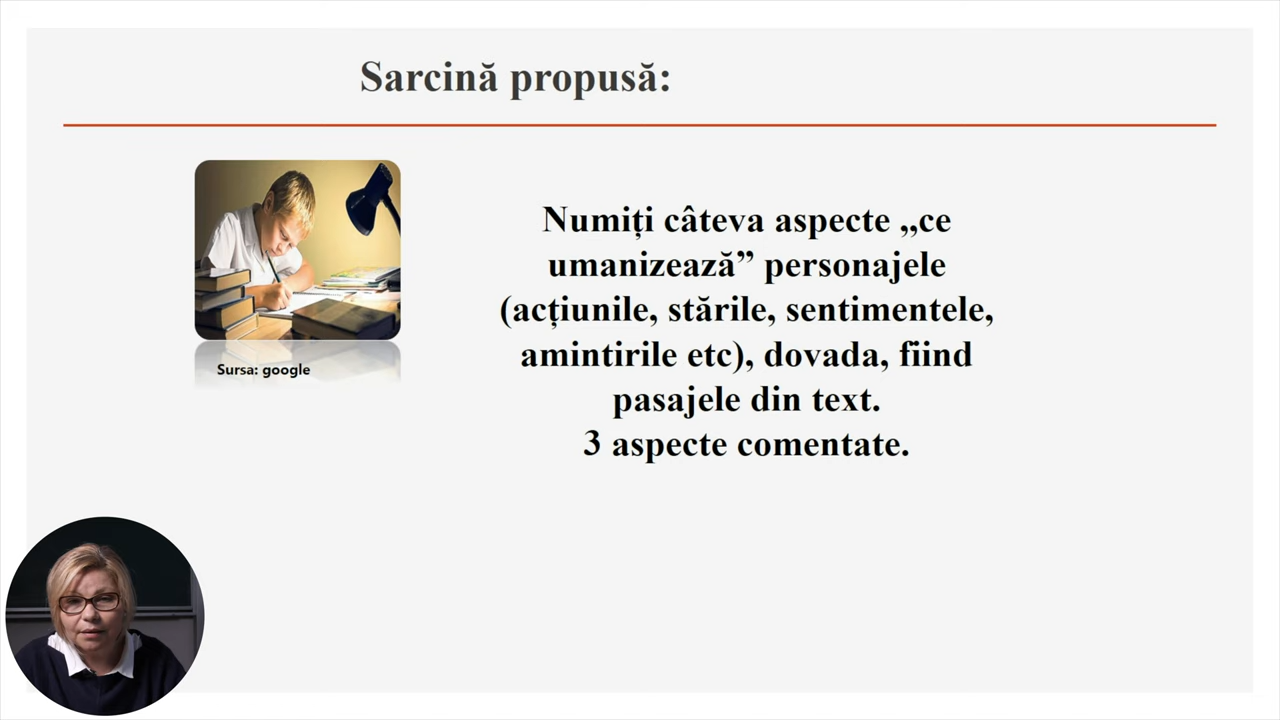 Sarcină propusă:
Sursa: google
Numiți câteva aspecte ,,ce
umanizează” personajele
(acțiunile, stările, sentimentele,
amintirile etc), dovada, fiind
pasajele din text.
3 aspecte comentate.